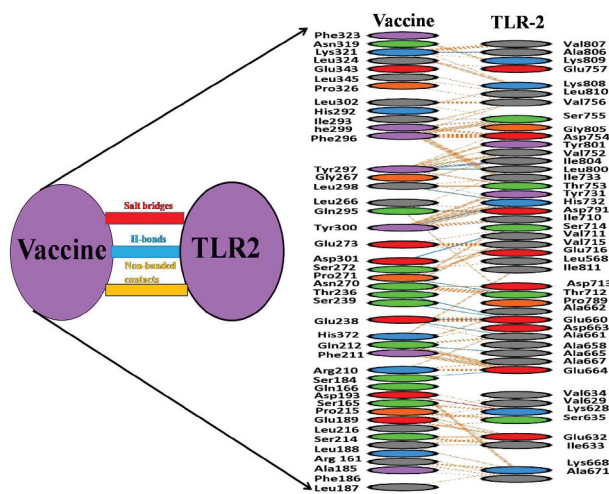 Vaccine
TLR-2
Phe323
Asn319
Lys321
Leu324
Glu343
Leu345
Pro326
Leu302
His292
Ile293
he299
Phe296
Tyr297
Gly267
Leu298
Leu266
Gln295
Tyr300
Glu273
Asp301
Ser272
Pro271
Asn270
Thr236
Ser239
Glu238
His372
Gln212
Phe211
Arg210
Ser184
Gln166
Asp193
Ser165
Pro215
Glu189
Leu216
Ser214
Leu188
Arg 161
Ala185
Phe186
Leu187
Val807
Ala806
Lys809
Glu757
Lys808
Leu810
Val756
Ser755
Gly805
Asp754
Tyr801
Val752
Ile804
Leu800
Ile733
Thr753
Tyr731
His732
Asp791
Ile710
Ser714
Val711
Val715
Glu716
Leu568
Ile811
Asp713
Thr712
Pro789
Ala662
Glu660
Asp663
Ala661
Ala658
Ala665
Ala667
Glu664
Val634
Val629
Lys628
Ser635
Glu632
Ile633
Lys668
Ala671
Vaccine
Salt bridges
H-bonds
Non-bonded
contacts
TLR2